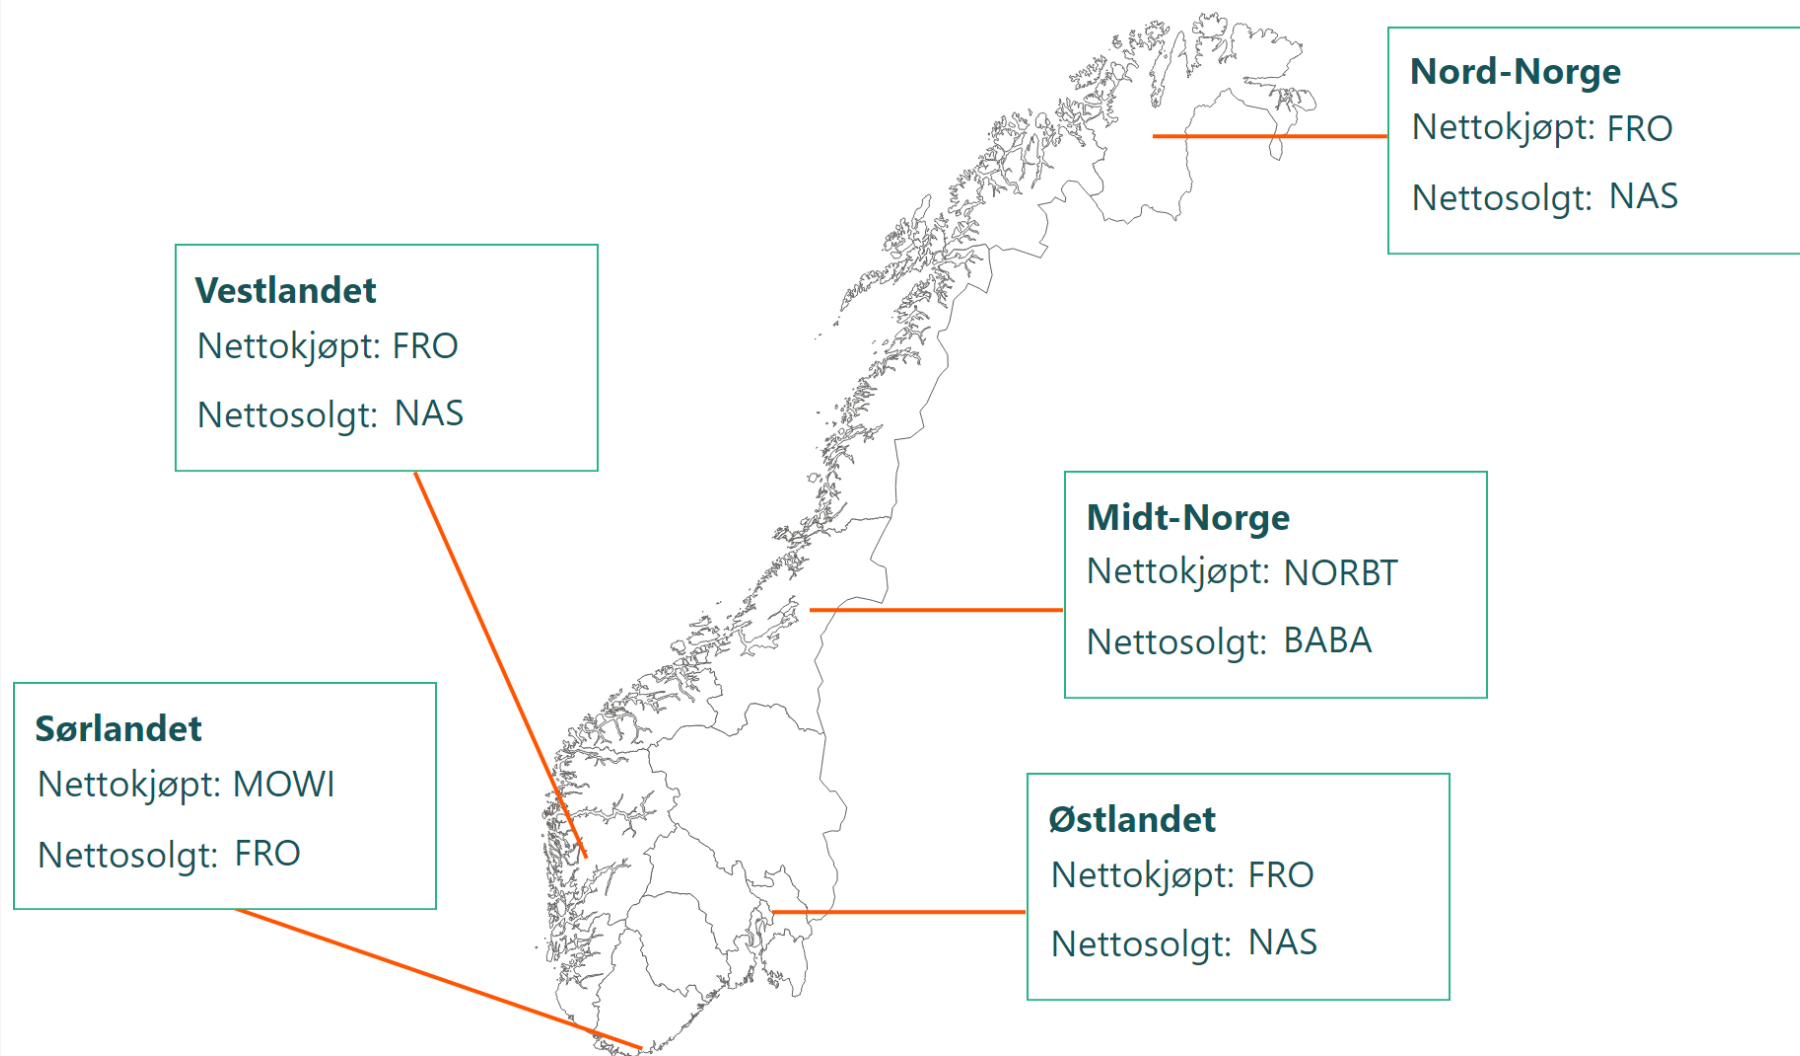 Nord-Norge
Nettokjøpt: FRO
Nettosolgt: NAS
Vestlandet
Nettokjøpt: FRO
Nettosolgt: NAS
Midt-Norge
Nettokjøpt: NORBT
Nettosolgt: BABA
Sørlandet
Nettokjøpt: MOWI
Nettosolgt: FRO
Østlandet
Nettokjøpt: FRO
Nettosolgt: NAS